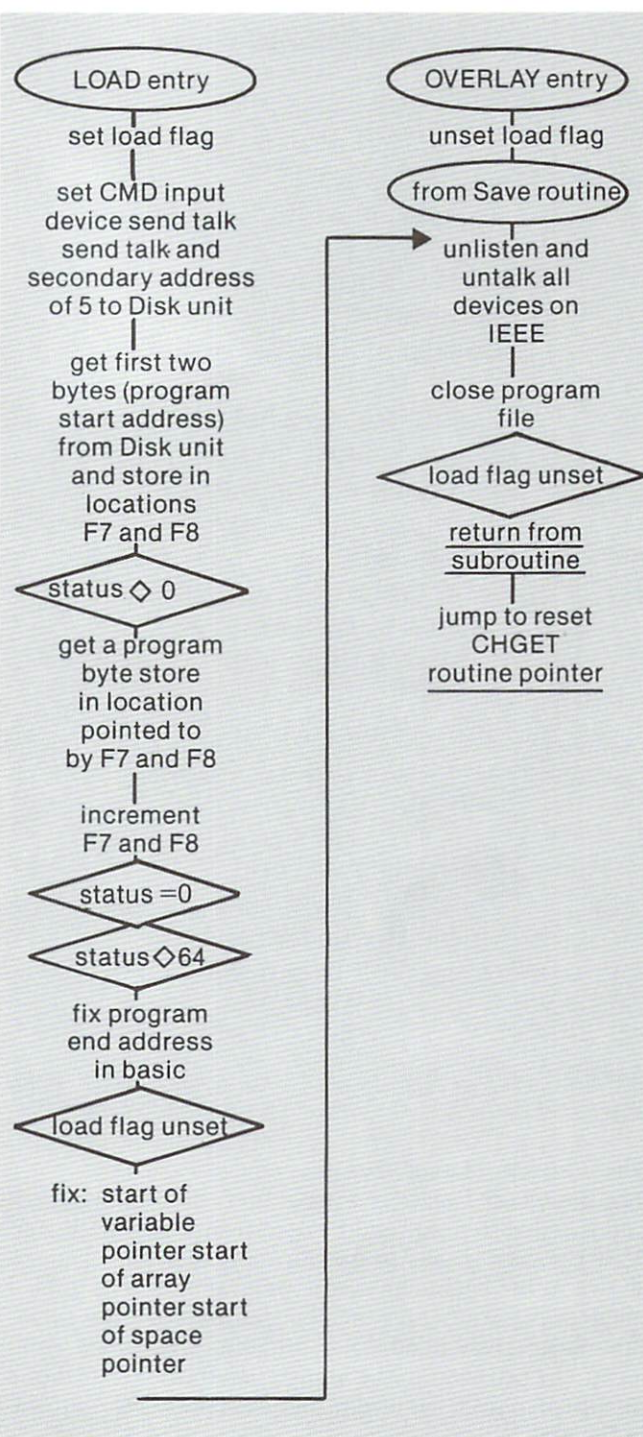 LOAD entry
set load flag
set CMD input
device send talk
send talk and
secondary address
of 5 to Disk unit
get first two
bytes (program
start address)
from Disk unit
and store in
locations
F7 and F8
status ◇ 0
get a program
byte store
in location
pointed to
by F7 and F8
increment
F7 and F8
status =0
status◇64
fix program
end address
in basic
load flag unset
fix: start of
variable
pointer start
of array
pointer start
of space
pointer
OVERLAY entry
unset load flag
from Save routine
unlisten and
untalk all
devices on
IEEE
close program
file
load flag unset
return from
subroutine
jump to reset
CHGET
routine pointer